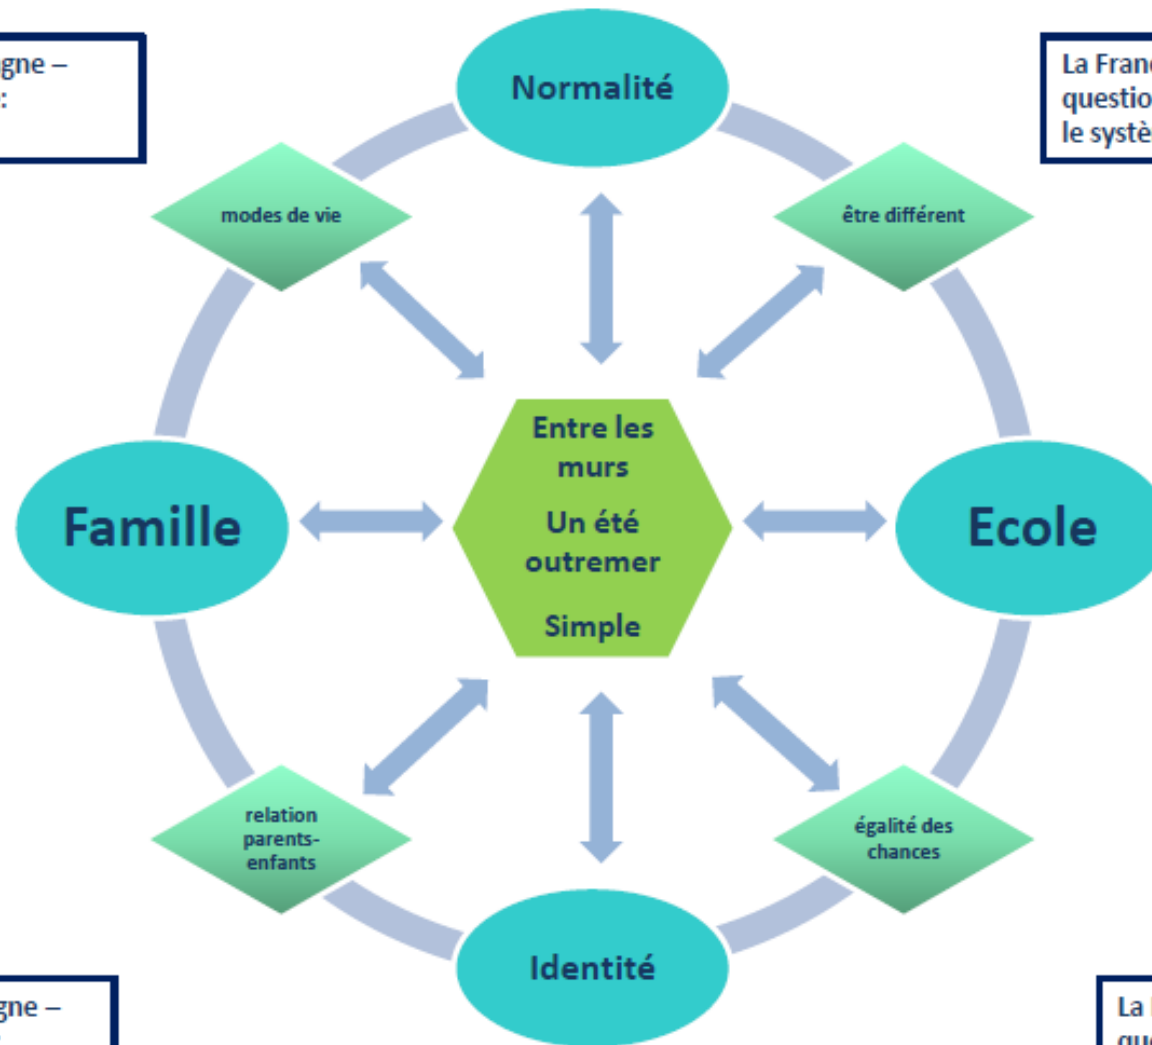 gne –
:
Normalité
La Franc
questio
le systè
modes de vie
être différent
Entre les
murs
Un été
outremer
Simple
Famille
Ecole
relation
parents-
enfants
égalité des
chances
Identité
gne –
La
que